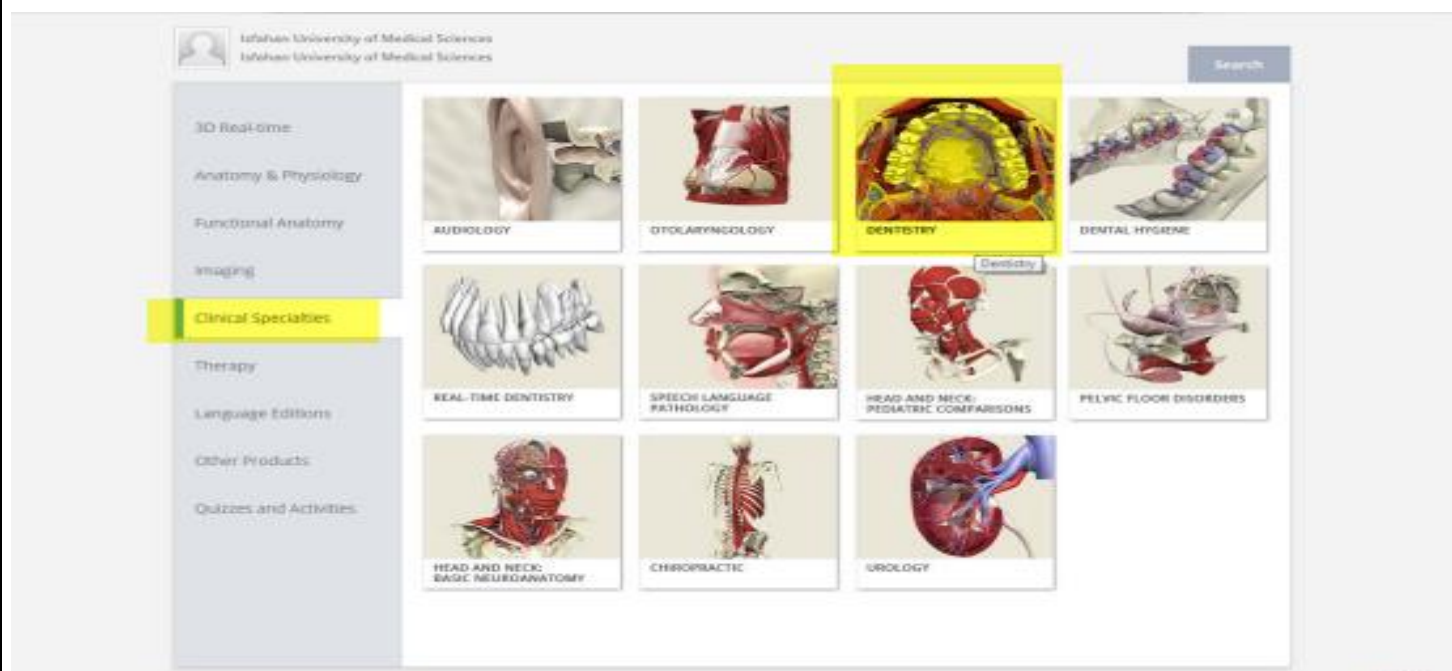 Isfahan University of Medical Sciences
Isfahan University of Medical Sciences
Search
3D Real-time
Anatomy & Physiology
Functional Anatomy
Imaging
Clinical Specialties
Therapy
Language Editions
Other Products
Quizzes and Activities
AUDIOLOGY
OTOLARYNGOLOGY
DENTISTRY
DENTAL HYGIENE
Dentistry
REAL-TIME DENTISTRY
SPEECH LANGUAGE
PATHOLOGY
HEAD AND NECK:
PEDIATRIC COMPARISONS
PELVIC FLOOR DISORDERS
HEAD AND NECK:
BASIC NEUROANATOMY
CHIROPRACTIC
UROLOGY